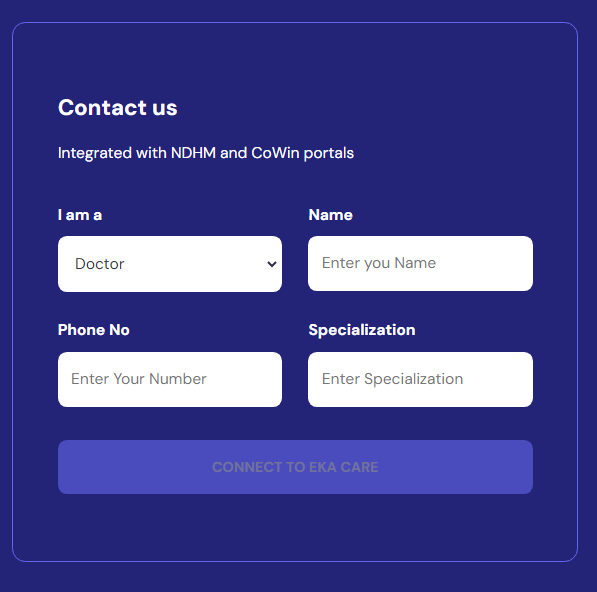 Contact us
Integrated with NDHM and CoWin portals
I am a
Name
Doctor
Enter you Name
Phone No
Specialization
Enter Your Number
Enter Specialization
CONNECT TO EKA CARE